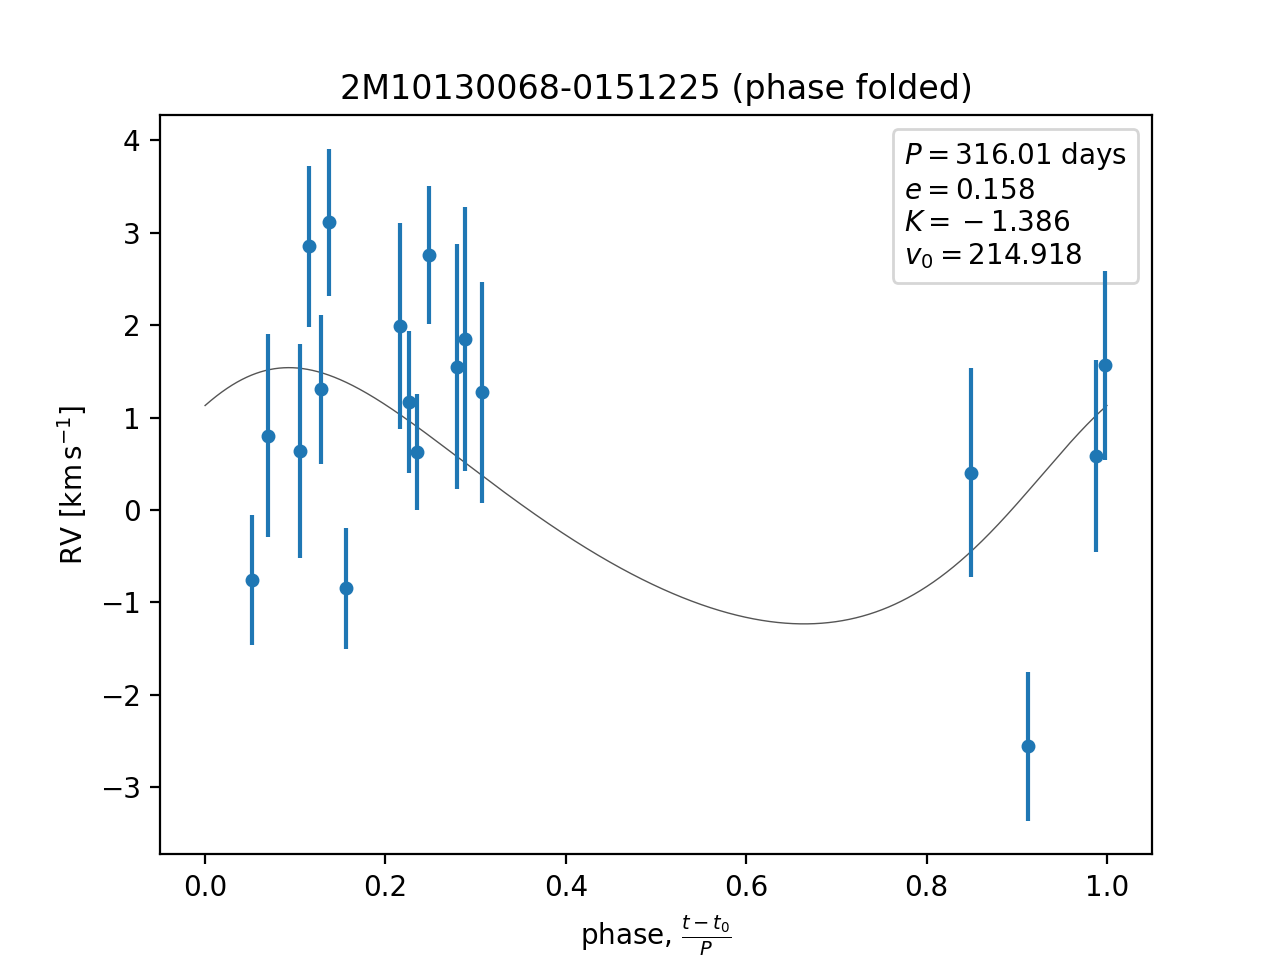 2M10130068-0151225 (phase folded)
P = 316.01 days
e = 0.158
K = −1.386
v₀ = 214.918
RV [km s⁻¹]
4
3
2
1
0
−1
−2
−3
0.0 0.2 0.4 0.6 0.8 1.0
phase, (t − t₀)/P